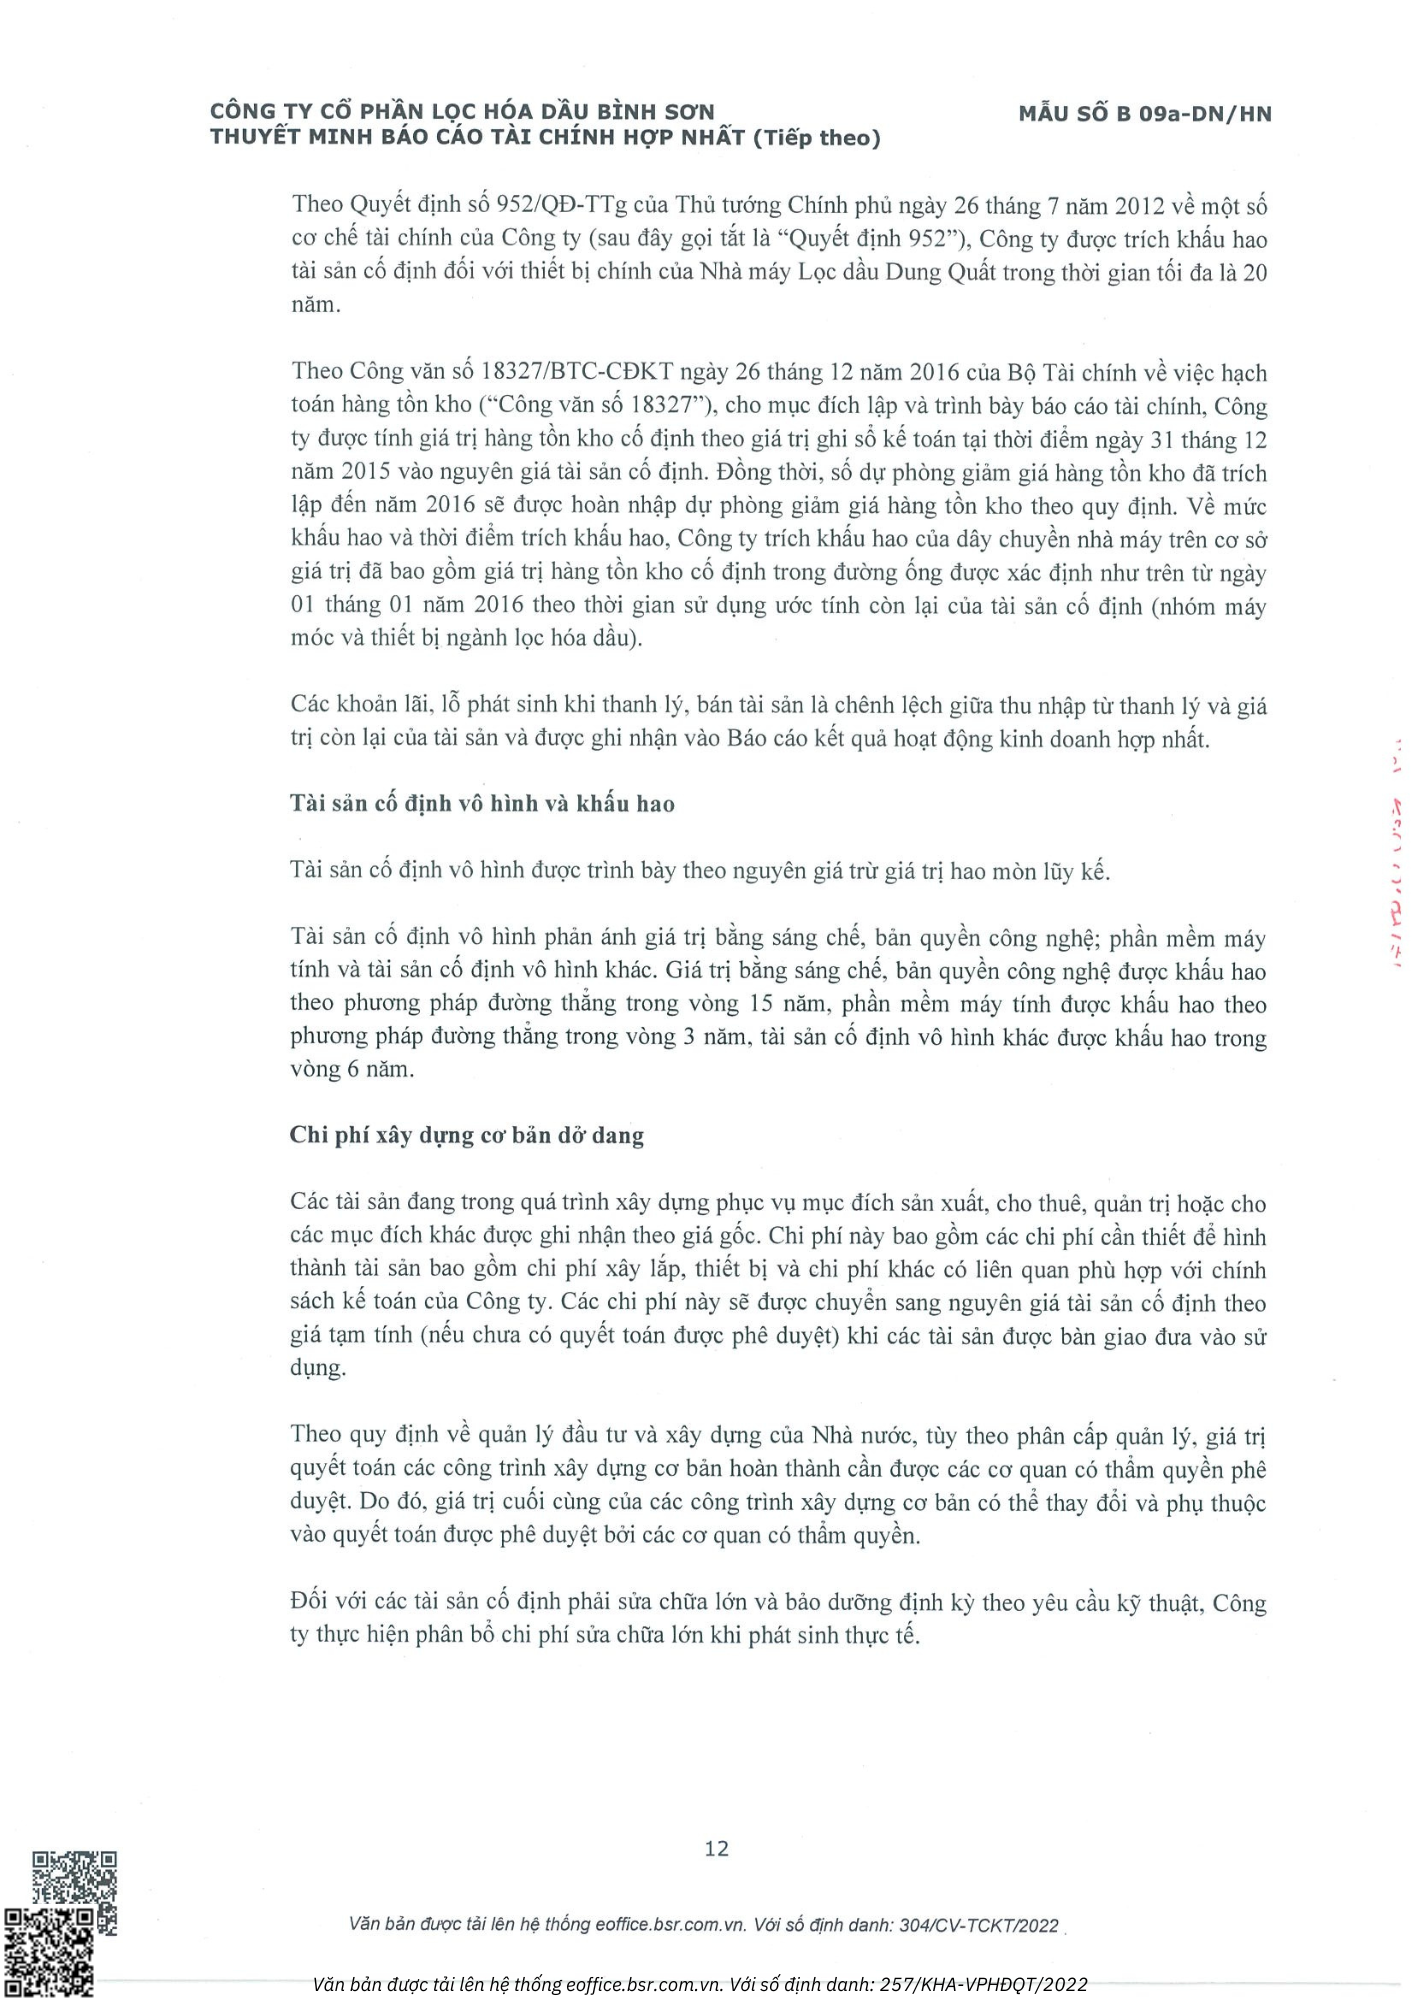 CÔNG TY CỔ PHẦN LỌC HÓA DẦU BÌNH SƠN
MẪU SỐ B 09a-DN/HN
THUYẾT MINH BÁO CÁO TÀI CHÍNH HỢP NHẤT (Tiếp theo)
Theo Quyết định số 952/QĐ-TTg của Thủ tướng Chính phủ ngày 26 tháng 7 năm 2012 về một số
cơ chế tài chính của Công ty (sau đây gọi tắt là “Quyết định 952”), Công ty được trích khấu hao
tài sản cố định đối với thiết bị chính của Nhà máy Lọc dầu Dung Quất trong thời gian tối đa là 20
năm.
Theo Công văn số 18327/BTC-CĐKT ngày 26 tháng 12 năm 2016 của Bộ Tài chính về việc hạch
toán hàng tồn kho (“Công văn số 18327”), cho mục đích lập và trình bày báo cáo tài chính, Công
ty được tính giá trị hàng tồn kho cố định theo giá trị ghi sổ kế toán tại thời điểm ngày 31 tháng 12
năm 2015 vào nguyên giá tài sản cố định. Đồng thời, số dự phòng giảm giá hàng tồn kho đã trích
lập đến năm 2016 sẽ được hoàn nhập dự phòng giảm giá hàng tồn kho theo quy định. Về mức
khấu hao và thời điểm trích khấu hao, Công ty trích khấu hao của dây chuyền nhà máy trên cơ sở
giá trị đã bao gồm giá trị hàng tồn kho cố định trong đường ống được xác định như trên từ ngày
01 tháng 01 năm 2016 theo thời gian sử dụng ước tính còn lại của tài sản cố định (nhóm máy
móc và thiết bị ngành lọc hóa dầu).
Các khoản lãi, lỗ phát sinh khi thanh lý, bán tài sản là chênh lệch giữa thu nhập từ thanh lý và giá
trị còn lại của tài sản và được ghi nhận vào Báo cáo kết quả hoạt động kinh doanh hợp nhất.
Tài sản cố định vô hình và khấu hao
Tài sản cố định vô hình được trình bày theo nguyên giá trừ giá trị hao mòn lũy kế.
Tài sản cố định vô hình phản ánh giá trị bằng sáng chế, bản quyền công nghệ; phần mềm máy
tính và tài sản cố định vô hình khác. Giá trị bằng sáng chế, bản quyền công nghệ được khấu hao
theo phương pháp đường thẳng trong vòng 15 năm, phần mềm máy tính được khấu hao theo
phương pháp đường thẳng trong vòng 3 năm, tài sản cố định vô hình khác được khấu hao trong
vòng 6 năm.
Chi phí xây dựng cơ bản dở dang
Các tài sản đang trong quá trình xây dựng phục vụ mục đích sản xuất, cho thuê, quản trị hoặc cho
các mục đích khác được ghi nhận theo giá gốc. Chi phí này bao gồm các chi phí cần thiết để hình
thành tài sản bao gồm chi phí xây lắp, thiết bị và chi phí khác có liên quan phù hợp với chính
sách kế toán của Công ty. Các chi phí này sẽ được chuyển sang nguyên giá tài sản cố định theo
giá tạm tính (nếu chưa có quyết toán được phê duyệt) khi các tài sản được bàn giao đưa vào sử
dụng.
Theo quy định về quản lý đầu tư và xây dựng của Nhà nước, tùy theo phân cấp quản lý, giá trị
quyết toán các công trình xây dựng cơ bản hoàn thành cần được các cơ quan có thẩm quyền phê
duyệt. Do đó, giá trị cuối cùng của các công trình xây dựng cơ bản có thể thay đổi và phụ thuộc
vào quyết toán được phê duyệt bởi các cơ quan có thẩm quyền.
Đối với các tài sản cố định phải sửa chữa lớn và bảo dưỡng định kỳ theo yêu cầu kỹ thuật, Công
ty thực hiện phân bổ chi phí sửa chữa lớn khi phát sinh thực tế.
12
Văn bản được tải lên hệ thống eoffice.bsr.com.vn. Với số định danh: 304/CV-TCKT/2022
Văn bản được tải lên hệ thống eoffice.bsr.com.vn. Với số định danh: 257/KHA-VPHĐQT/2022